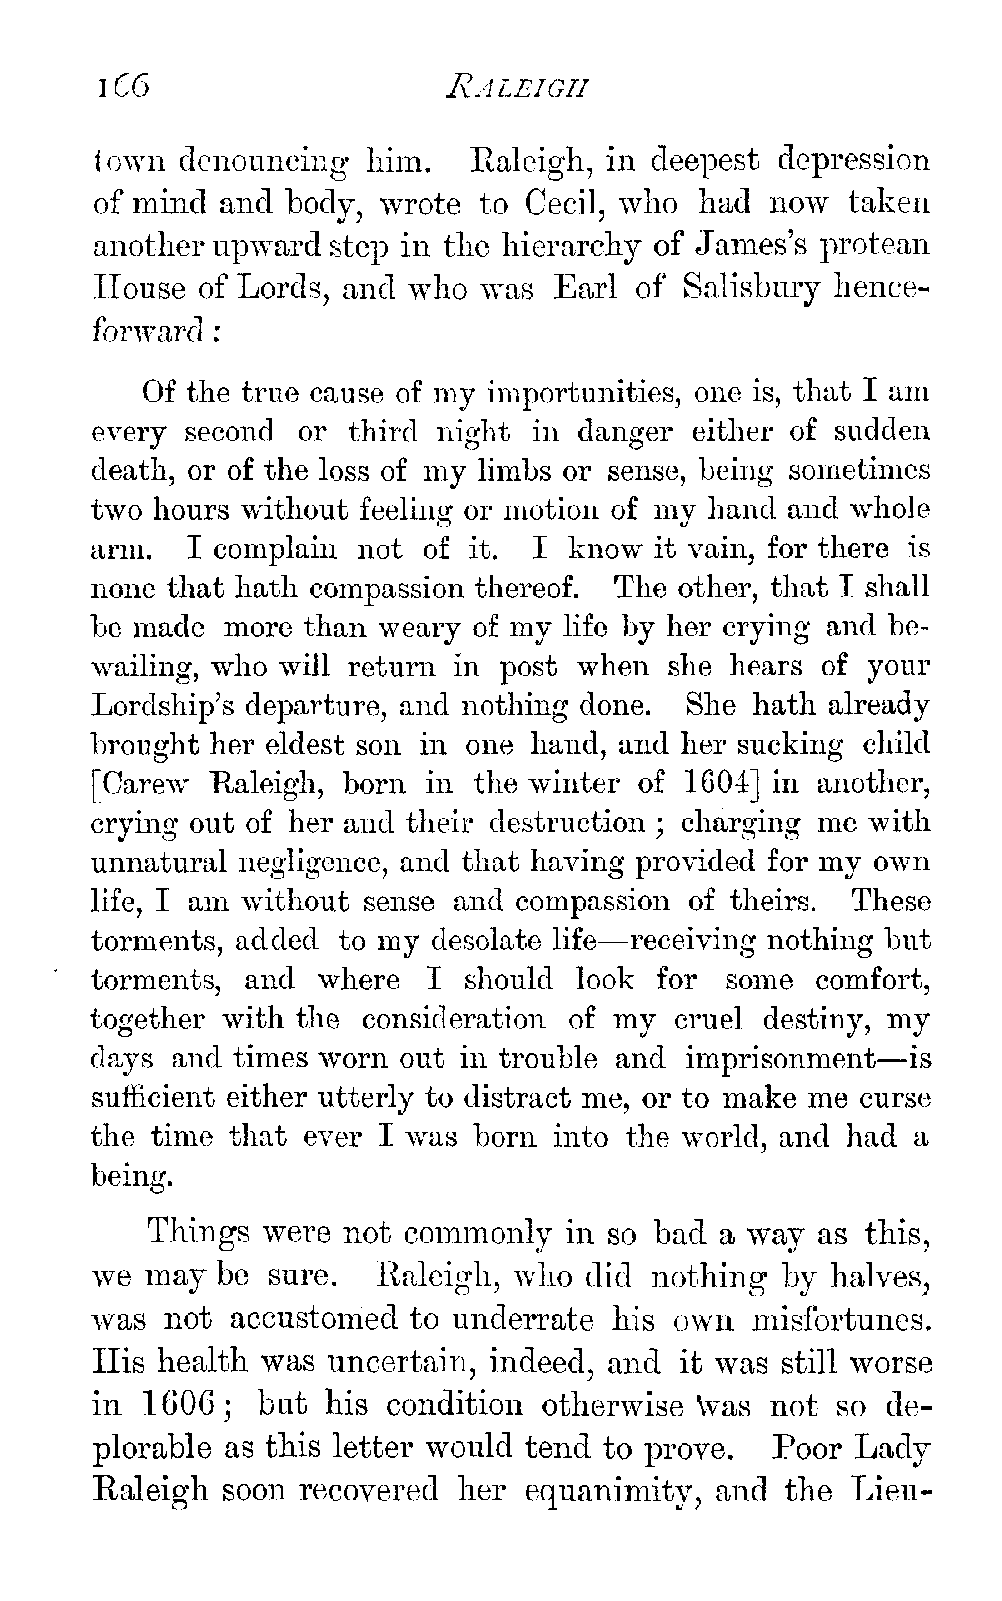 166 RALEIGH
town denouncing him. Raleigh, in deepest depression
of mind and body, wrote to Cecil, who had now taken
another upward step in the hierarchy of James's protean
House of Lords, and who was Earl of Salisbury hence-
forward :
Of the true cause of my importunities, one is, that I am
every second or third night in danger either of sudden
death, or of the loss of my limbs or sense, being sometimes
two hours without feeling or motion of my hand and whole
arm. I complain not of it. I know it vain, for there is
none that hath compassion thereof. The other, that I shall
be made more than weary of my life by her crying and be-
wailing, who will return in post when she hears of your
Lordship's departure, and nothing done. She hath already
brought her eldest son in one hand, and her sucking child
[Carew Raleigh, born in the winter of 1604] in another,
crying out of her and their destruction ; charging me with
unnatural negligence, and that having provided for my own
life, I am without sense and compassion of theirs. These
torments, added to my desolate life—receiving nothing but
torments, and where I should look for some comfort,
together with the consideration of my cruel destiny, my
days and times worn out in trouble and imprisonment—is
sufficient either utterly to distract me, or to make me curse
the time that ever I was born into the world, and had a
being.
Things were not commonly in so bad a way as this,
we may be sure. Raleigh, who did nothing by halves,
was not accustomed to underrate his own misfortunes.
His health was uncertain, indeed, and it was still worse
in 1606 ; but his condition otherwise was not so de-
plorable as this letter would tend to prove. Poor Lady
Raleigh soon recovered her equanimity, and the Lieu-